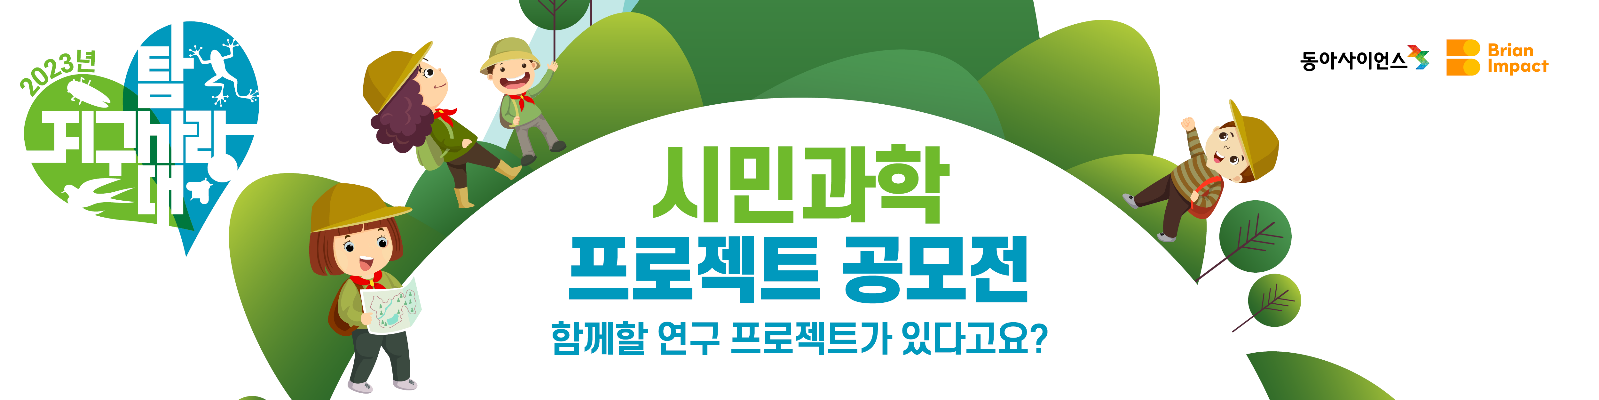 2023년
지구사랑
탐
대
동아사이언스
Brian
Impact
시민과학
프로젝트 공모전
함께할 연구 프로젝트가 있다고요?